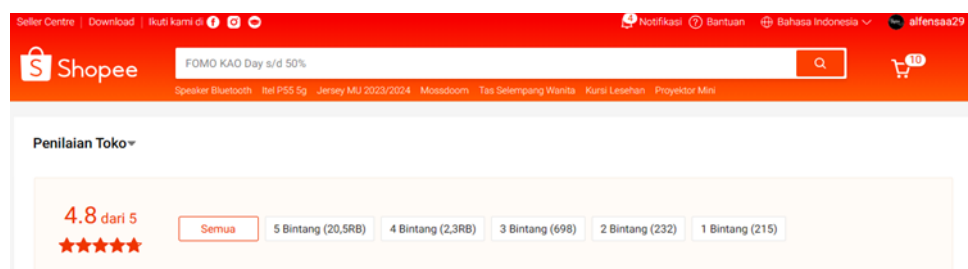 Seller Centre | Download | Ikuti kami di Notifikasi Bantuan Bahasa Indonesia alfensaa29
Shopee FOMO KAO Day s/d 50% 10
Speaker Bluetooth Itel P55 5g Jersey MU 2023/2024 Mossdoom Tas Selempang Wanita Kursi Lesehan Proyektor Mini
Penilaian Toko
4.8 dari 5
Semua 5 Bintang (20,5RB) 4 Bintang (2,3RB) 3 Bintang (698) 2 Bintang (232) 1 Bintang (215)